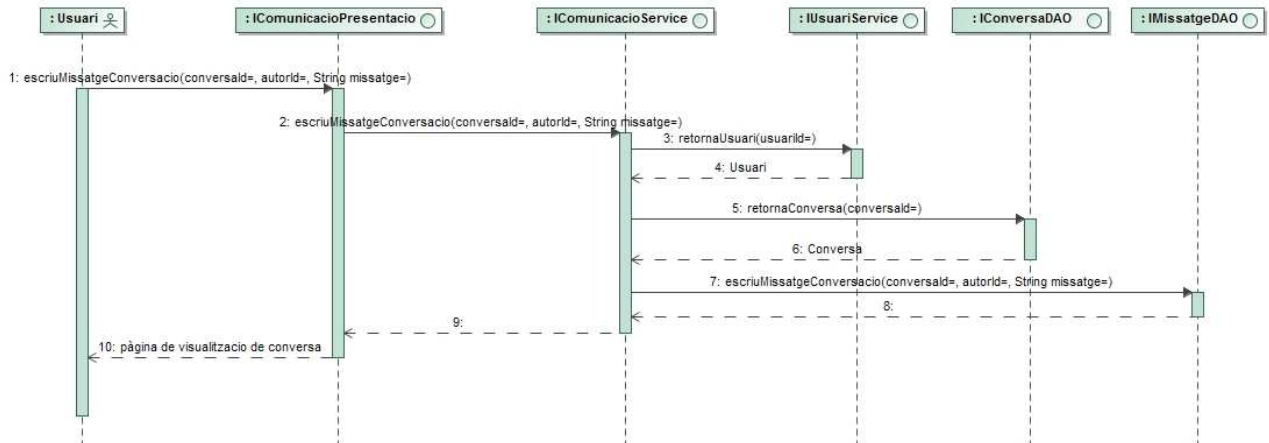 : Usuari
: IComunicacioPresentacio
: IComunicacioService
: IUsuariService
: IConversaDAO
: IMissatgeDAO
1: escriuMissatgeConversacio(conversaId=, autorId=, String missatge=)
2: escriuMissatgeConversacio(conversaId=, autorId=, String missatge=)
3: retornaUsuari(usuariId=)
4: Usuari
5: retornaConversa(conversaId=)
6: Conversa
7: escriuMissatgeConversacio(conversaId=, autorId=, String missatge=)
8:
9:
10: pàgina de visualitzacio de conversa